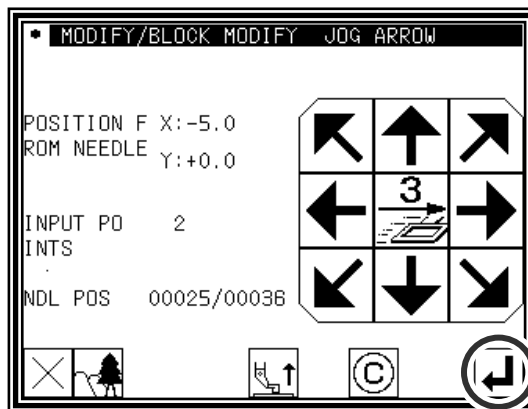 MODIFY/BLOCK MODIFY JOG ARROW
POSITION F X:-5.0
ROM NEEDLE Y:+0.0
3
INPUT PO 2
INTS
NDL POS 00025/00036
C